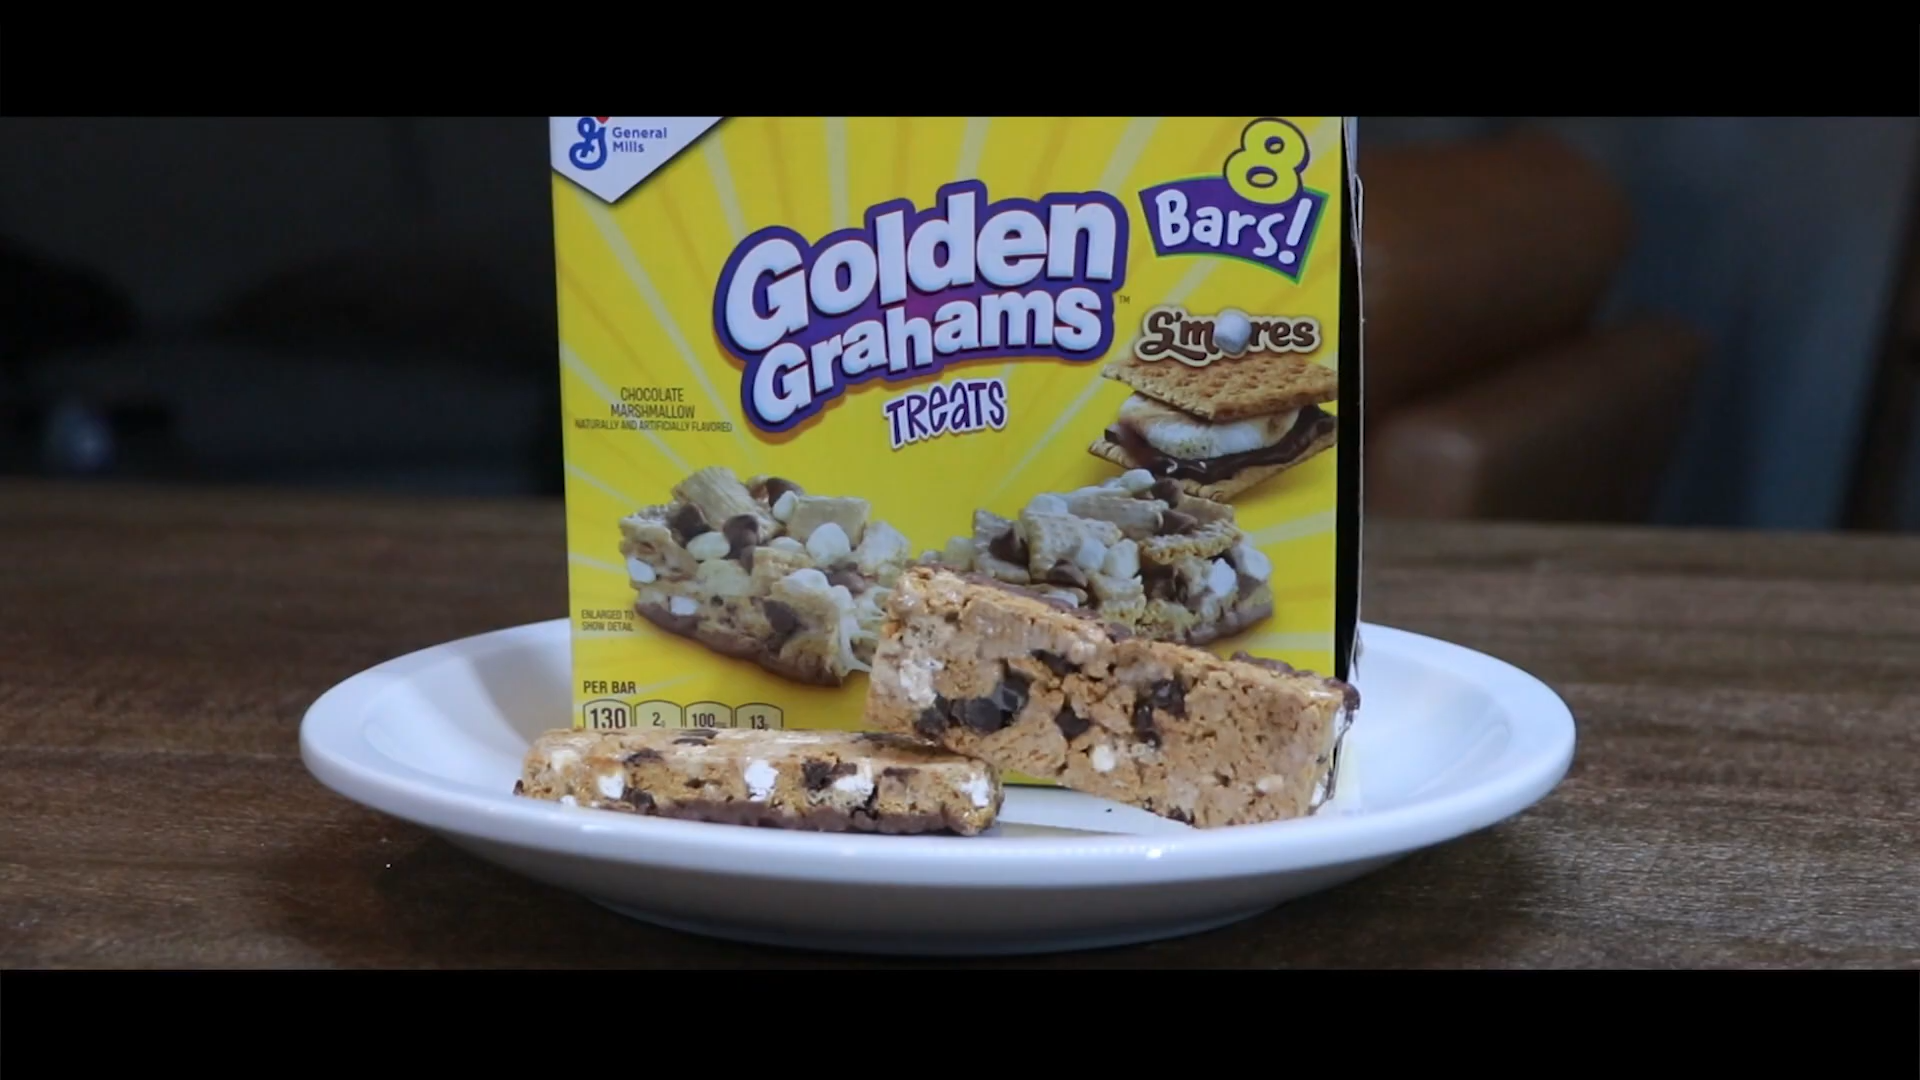 General
Mills
8
Bars!
Golden
Grahams
TM
S'mores
TREATS
CHOCOLATE
MARSHMALLOW
NATURALLY AND ARTIFICIALLY FLAVORED
ENLARGED TO
SHOW DETAIL
PER BAR
130 2g 100mg 13g